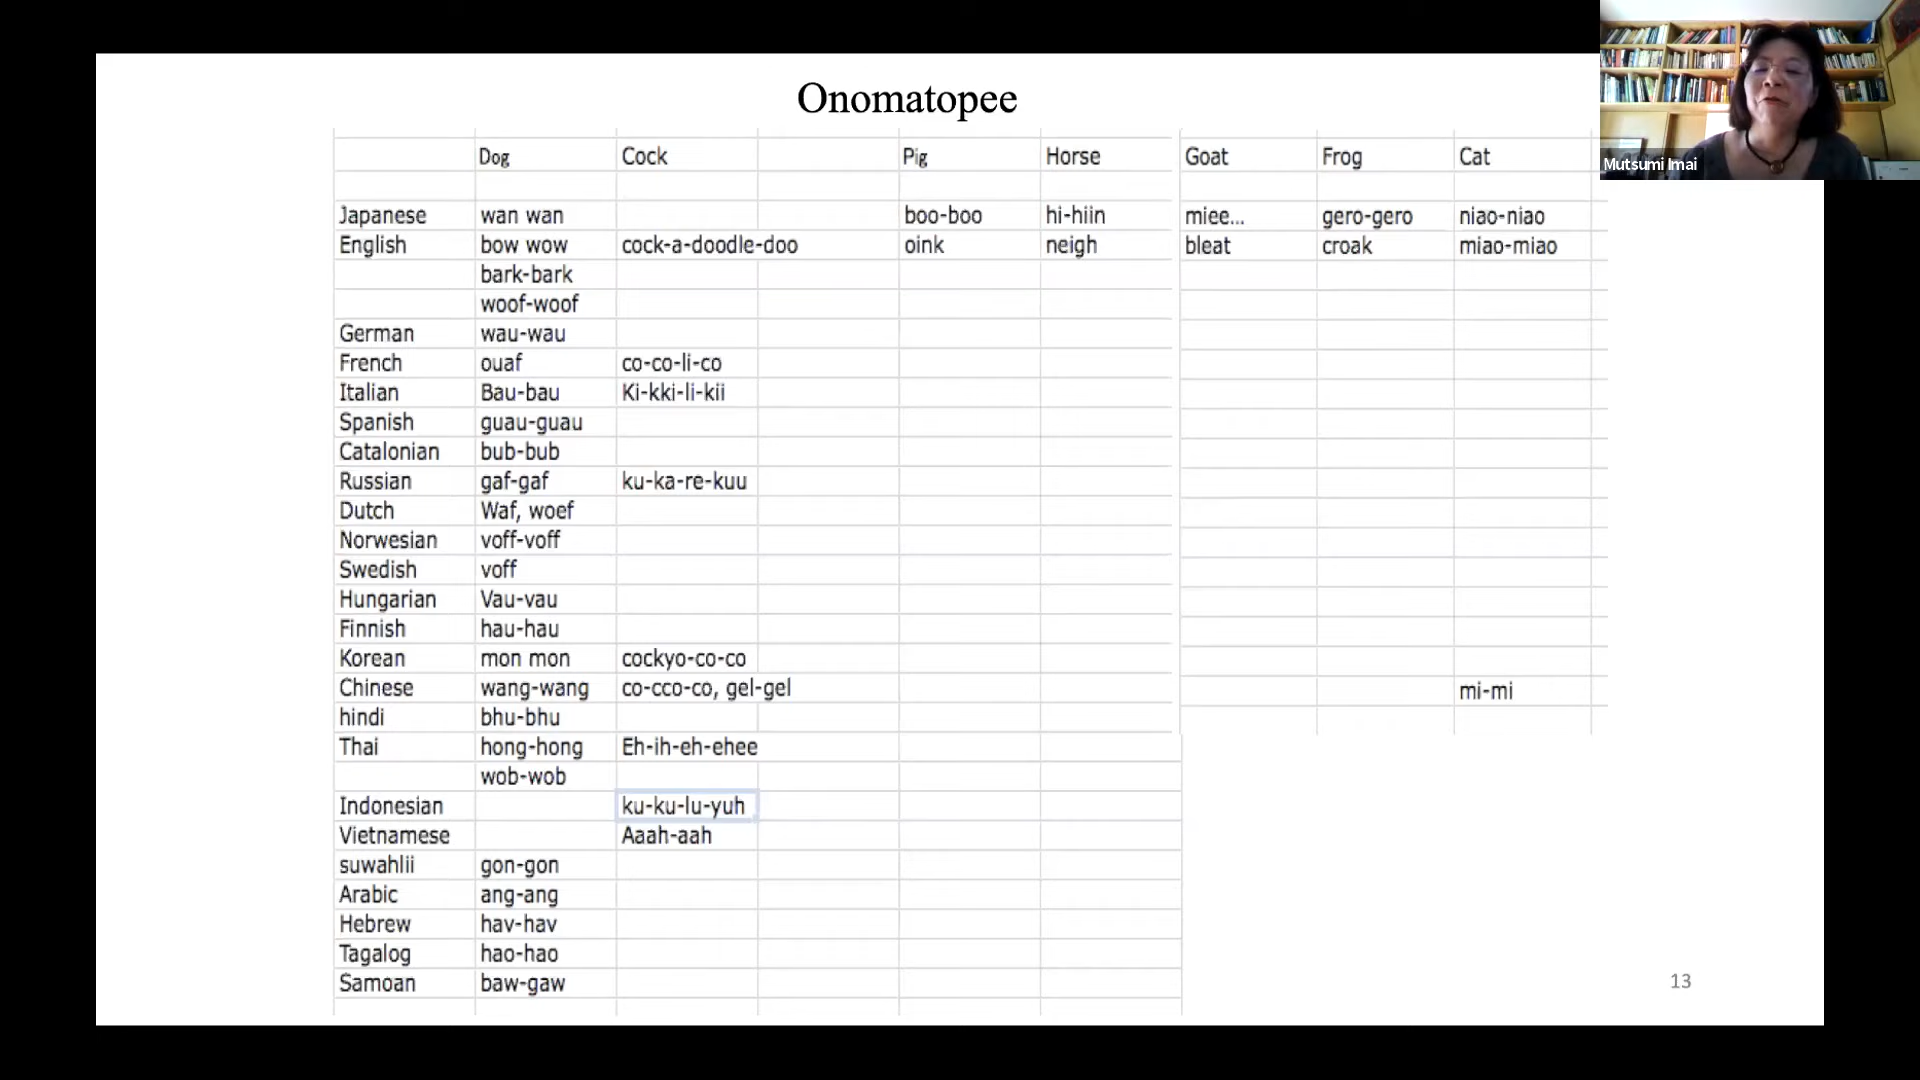 Onomatopee
Mutsumi Imai
Dog Cock Pig Horse Goat Frog Cat
Japanese wan wan boo-boo hi-hiin miee... gero-gero niao-niao
English bow wow cock-a-doodle-doo oink neigh bleat croak miao-miao
bark-bark
woof-woof
German wau-wau
French ouaf co-co-li-co
Italian Bau-bau Ki-kki-li-kii
Spanish guau-guau
Catalonian bub-bub
Russian gaf-gaf ku-ka-re-kuu
Dutch Waf, woef
Norwesian voff-voff
Swedish voff
Hungarian Vau-vau
Finnish hau-hau
Korean mon mon cockyo-co-co
Chinese wang-wang co-cco-co, gel-gel mi-mi
hindi bhu-bhu
Thai hong-hong Eh-ih-eh-ehee
wob-wob
Indonesian ku-ku-lu-yuh
Vietnamese Aaah-aah
suwahlii gon-gon
Arabic ang-ang
Hebrew hav-hav
Tagalog hao-hao
Samoan baw-gaw
13